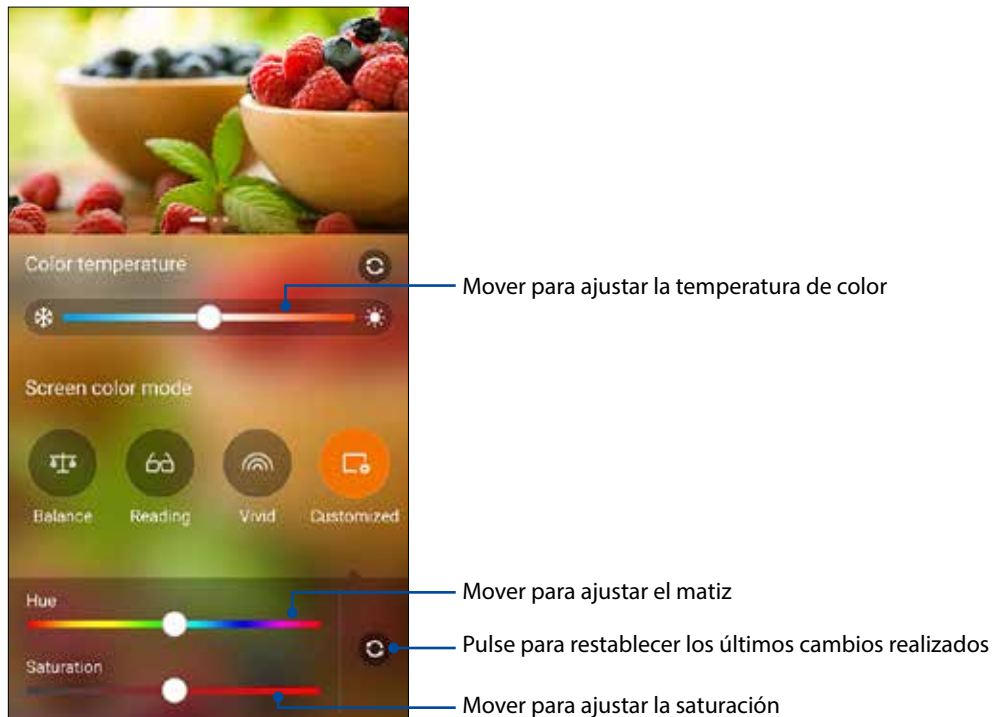 Color temperature
Mover para ajustar la temperatura de color
Screen color mode
Balance Reading Vivid Customized
Hue
Mover para ajustar el matiz
Pulse para restablecer los últimos cambios realizados
Saturation
Mover para ajustar la saturación